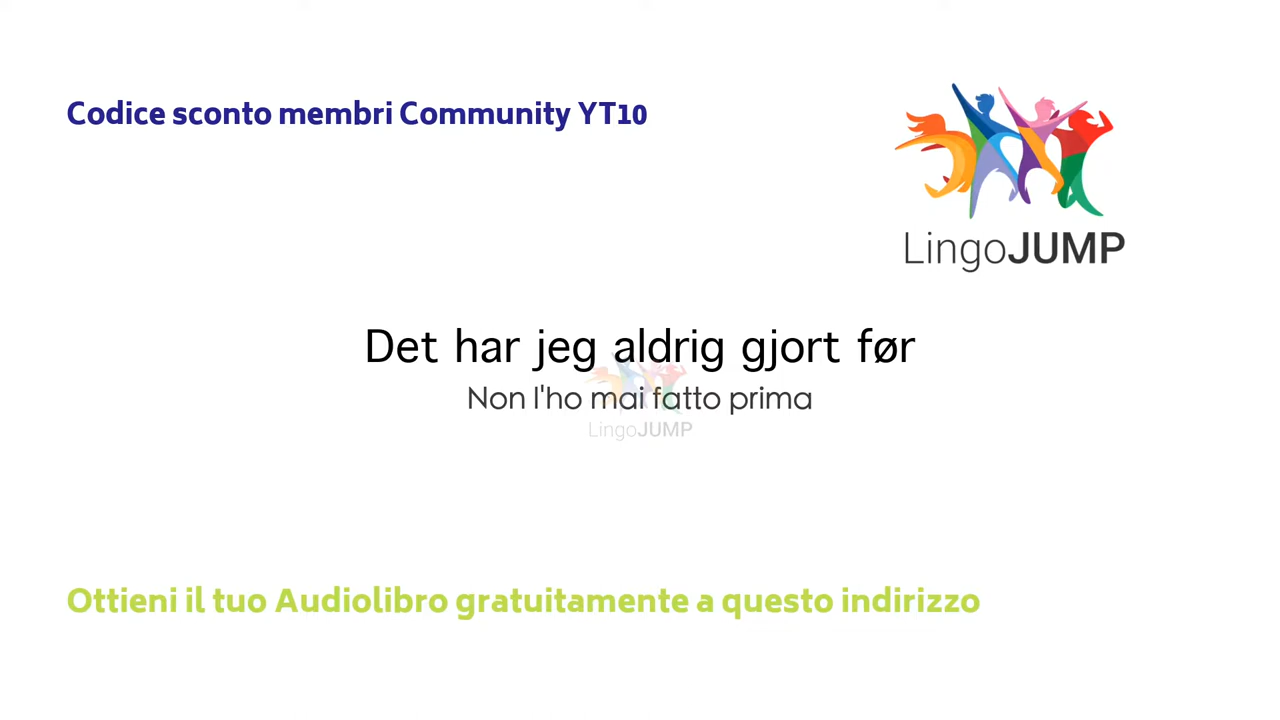 Codice sconto membri Community YT10
LingoJUMP
Det har jeg aldrig gjort før
Non l'ho mai fatto prima
LingoJUMP
Ottieni il tuo Audiolibro gratuitamente a questo indirizzo